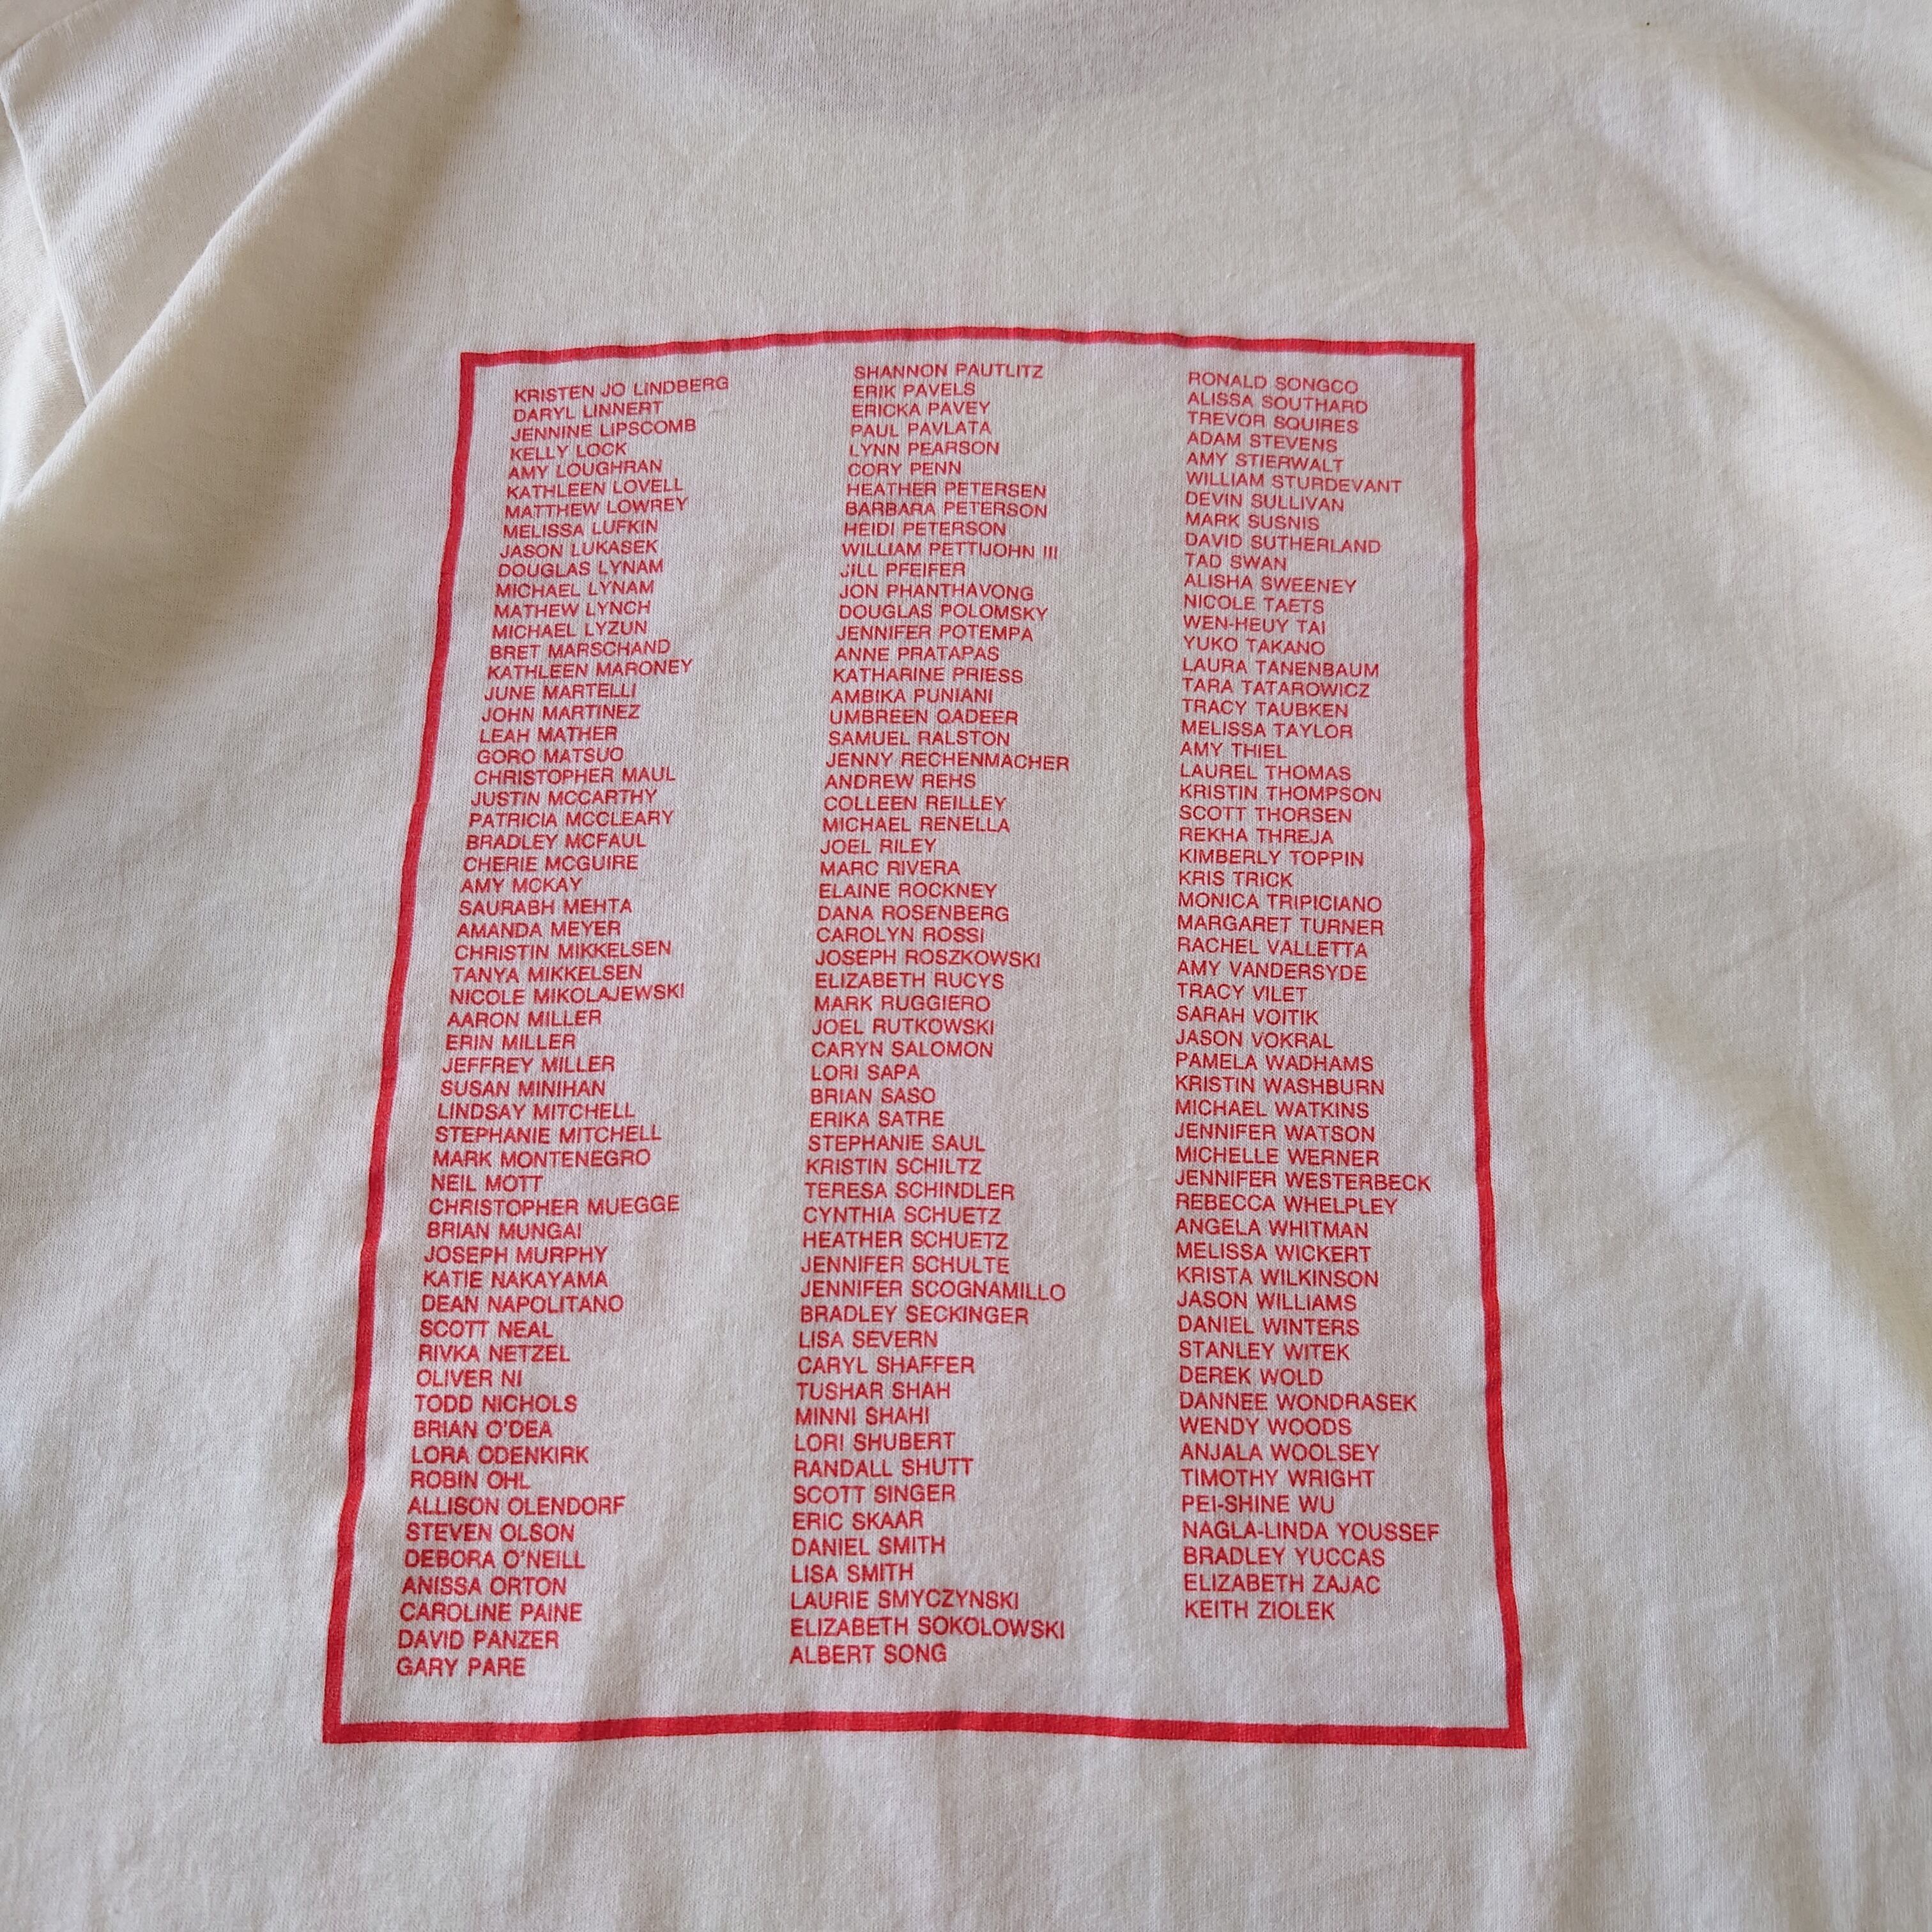 KRISTEN JO LINDBERG
DARYL LINNERT
JENNINE LIPSCOMB
KELLY LOCK
AMY LOUGHRAN
KATHLEEN LOVELL
MATTHEW LOWREY
MELISSA LUFKIN
JASON LUKASEK
DOUGLAS LYNAM
MICHAEL LYNAM
MATHEW LYNCH
MICHAEL LYZUN
BRET MARSCHAND
KATHLEEN MARONEY
JUNE MARTELLI
JOHN MARTINEZ
LEAH MATHER
GORO MATSUO
CHRISTOPHER MAUL
JUSTIN MCCARTHY
PATRICIA MCCLEARY
BRADLEY MCFAUL
CHERIE MCGUIRE
AMY MCKAY
SAURABH MEHTA
AMANDA MEYER
CHRISTIN MIKKELSEN
TANYA MIKKELSEN
NICOLE MIKOLAJEWSKI
AARON MILLER
ERIN MILLER
JEFFREY MILLER
SUSAN MINIHAN
LINDSAY MITCHELL
STEPHANIE MITCHELL
MARK MONTENEGRO
NEIL MOTT
CHRISTOPHER MUEGGE
BRIAN MUNGAI
JOSEPH MURPHY
KATIE NAKAYAMA
DEAN NAPOLITANO
SCOTT NEAL
RIVKA NETZEL
OLIVER NI
TODD NICHOLS
BRIAN O'DEA
LORA ODENKIRK
ROBIN OHL
ALLISON OLENDORF
STEVEN OLSON
DEBORA O'NEILL
ANISSA ORTON
CAROLINE PAINE
DAVID PANZER
GARY PARE
SHANNON PAUTLITZ
ERIK PAVELS
ERICKA PAVEY
PAUL PAVLATA
LYNN PEARSON
CORY PENN
HEATHER PETERSEN
BARBARA PETERSON
HEIDI PETERSON
WILLIAM PETTIJOHN III
JILL PFEIFER
JON PHANTHAVONG
DOUGLAS POLOMSKY
JENNIFER POTEMPA
ANNE PRATAPAS
KATHARINE PRIESS
AMBIKA PUNIANI
UMBREEN QADEER
SAMUEL RALSTON
JENNY RECHENMACHER
ANDREW REHS
COLLEEN REILLEY
MICHAEL RENELLA
JOEL RILEY
MARC RIVERA
ELAINE ROCKNEY
DANA ROSENBERG
CAROLYN ROSSI
JOSEPH ROSZKOWSKI
ELIZABETH RUCYS
MARK RUGGIERO
JOEL RUTKOWSKI
CARYN SALOMON
LORI SAPA
BRIAN SASO
ERIKA SATRE
STEPHANIE SAUL
KRISTIN SCHILTZ
TERESA SCHINDLER
CYNTHIA SCHUETZ
HEATHER SCHUETZ
JENNIFER SCHULTE
JENNIFER SCOGNAMILLO
BRADLEY SECKINGER
LISA SEVERN
CARYL SHAFFER
TUSHAR SHAH
MINNI SHAHI
LORI SHUBERT
RANDALL SHUTT
SCOTT SINGER
ERIC SKAAR
DANIEL SMITH
LISA SMITH
LAURIE SMYCZYNSKI
ELIZABETH SOKOLOWSKI
ALBERT SONG
RONALD SONGCO
ALISSA SOUTHARD
TREVOR SQUIRES
ADAM STEVENS
AMY STIERWALT
WILLIAM STURDEVANT
DEVIN SULLIVAN
MARK SUSNIS
DAVID SUTHERLAND
TAD SWAN
ALISHA SWEENEY
NICOLE TAETS
WEN-HEUY TAI
YUKO TAKANO
LAURA TANENBAUM
TARA TATAROWICZ
TRACY TAUBKEN
MELISSA TAYLOR
AMY THIEL
LAUREL THOMAS
KRISTIN THOMPSON
SCOTT THORSEN
REKHA THREJA
KIMBERLY TOPPIN
KRIS TRICK
MONICA TRIPICIANO
MARGARET TURNER
RACHEL VALLETTA
AMY VANDERSYDE
TRACY VILET
SARAH VOITIK
JASON VOKRAL
PAMELA WADHAMS
KRISTIN WASHBURN
MICHAEL WATKINS
JENNIFER WATSON
MICHELLE WERNER
JENNIFER WESTERBECK
REBECCA WHELPLEY
ANGELA WHITMAN
MELISSA WICKERT
KRISTA WILKINSON
JASON WILLIAMS
DANIEL WINTERS
STANLEY WITEK
DEREK WOLD
DANNEE WONDRASEK
WENDY WOODS
ANJALA WOOLSEY
TIMOTHY WRIGHT
PEI-SHINE WU
NAGLA-LINDA YOUSSEF
BRADLEY YUCCAS
ELIZABETH ZAJAC
KEITH ZIOLEK